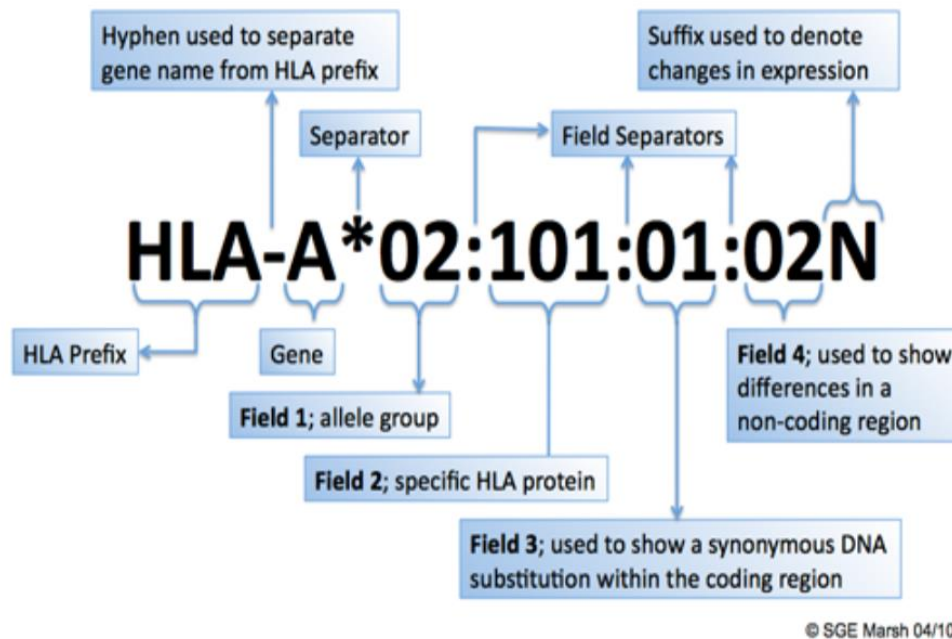 Hyphen used to separate
gene name from HLA prefix
Suffix used to denote
changes in expression
Separator
Field Separators
HLA-A*02:101:01:02N
HLA Prefix
Gene
Field 4; used to show
differences in a
non-coding region
Field 1; allele group
Field 2; specific HLA protein
Field 3; used to show a synonymous DNA
substitution within the coding region
© SGE Marsh 04/10